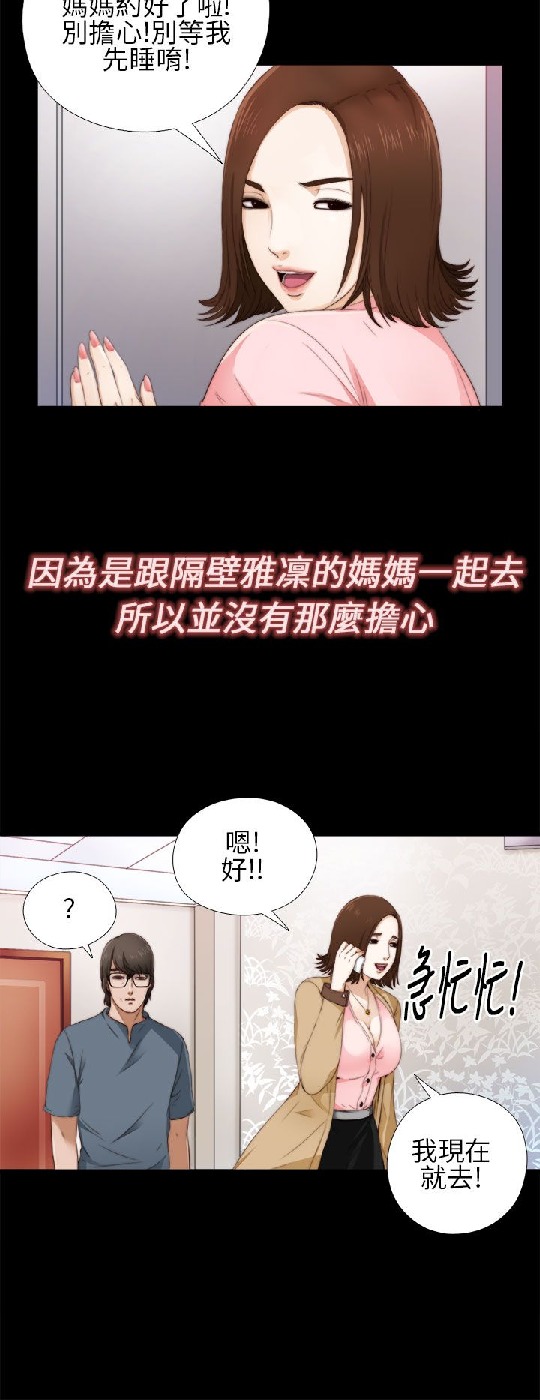 媽媽約好了啦!
別擔心!別等我
先睡唷!
因為是跟隔壁雅凜的媽媽一起去
所以並沒有那麼擔心
嗯!
好!!
?
急忙忙!
我現在
就去!